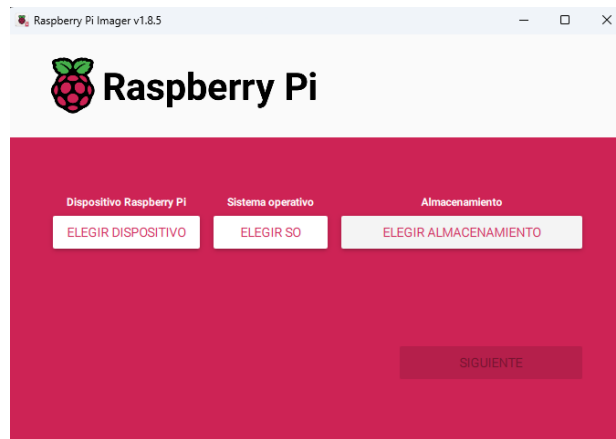 Raspberry Pi Imager v1.8.5
Raspberry Pi
Dispositivo Raspberry Pi
Sistema operativo
Almacenamiento
ELEGIR DISPOSITIVO
ELEGIR SO
ELEGIR ALMACENAMIENTO
SIGUIENTE